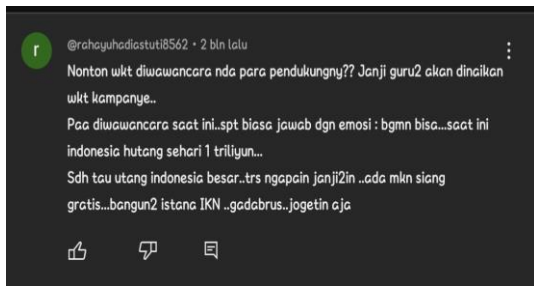 r
@rahayuhadiastuti8562 • 2 bln lalu
Nonton wkt diwawancara nda para pendukungny?? Janji guru2 akan dinaikan
wkt kampanye..
Paa diwawancara saat ini..spt biasa jawab dgn emosi : bgmn bisa...saat ini
indonesia hutang sehari 1 triliyun...
Sdh tau utang indonesia besar..trs ngapain janji2in ..ada mkn siang
gratis...bangun2 istana IKN ..gadabrus..jogetin aja